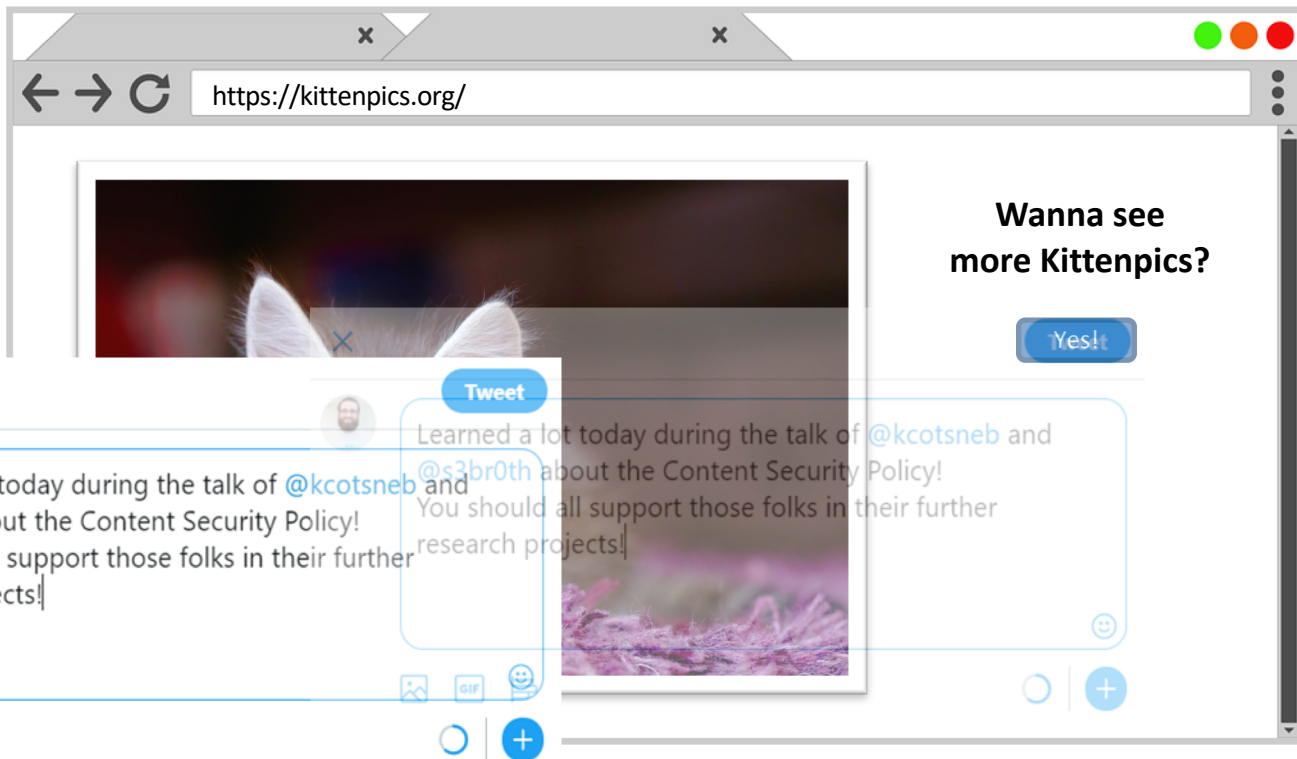 https://kittenpics.org/
Wanna see
more Kittenpics?
Yes!
Tweet
Tweet
Learned a lot today during the talk of @kcotsneb and
@s3br0th about the Content Security Policy!
You should all support those folks in their further
research projects!
today during the talk of @kcotsneb and
out the Content Security Policy!
support those folks in their further
ects!
GIF